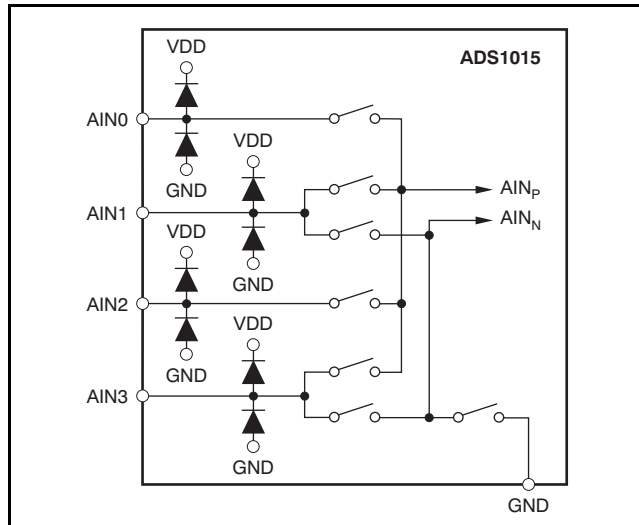 VDD
ADS1015
AIN0
VDD
GND
AINP
AIN1
AINN
VDD
GND
AIN2
VDD
GND
AIN3
GND
GND